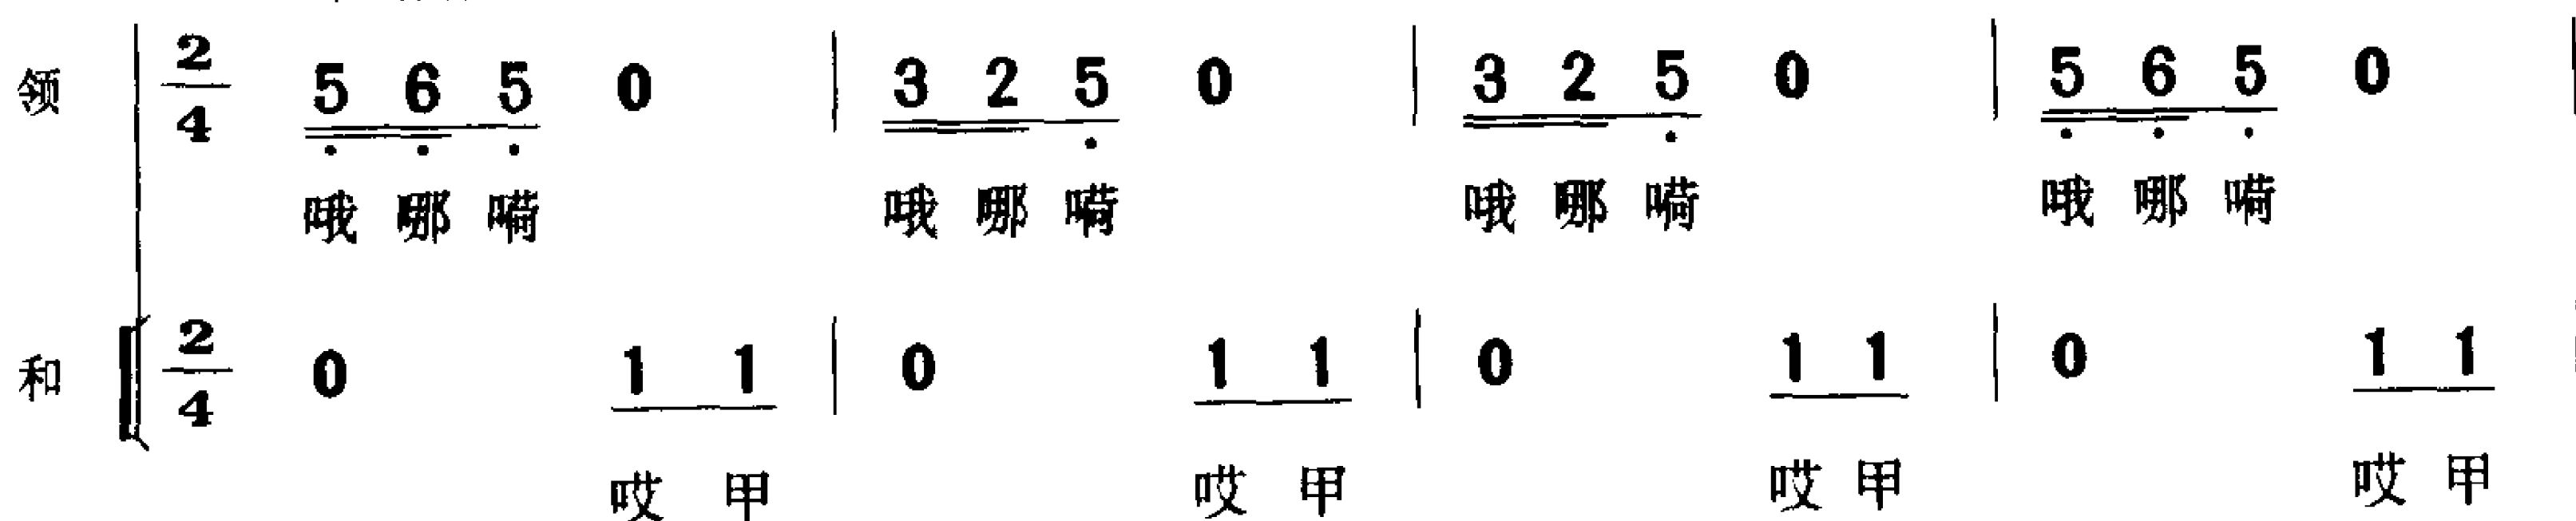 领 2/4 5 6 5 0 | 3 2 5 0 | 3 2 5 0 | 5 6 5 0 |
哦 哪 嗬 哦 哪 嗬 哦 哪 嗬 哦 哪 嗬
和 2/4 0 1 1 | 0 1 1 | 0 1 1 | 0 1 1
哎 甲 哎 甲 哎 甲 哎 甲